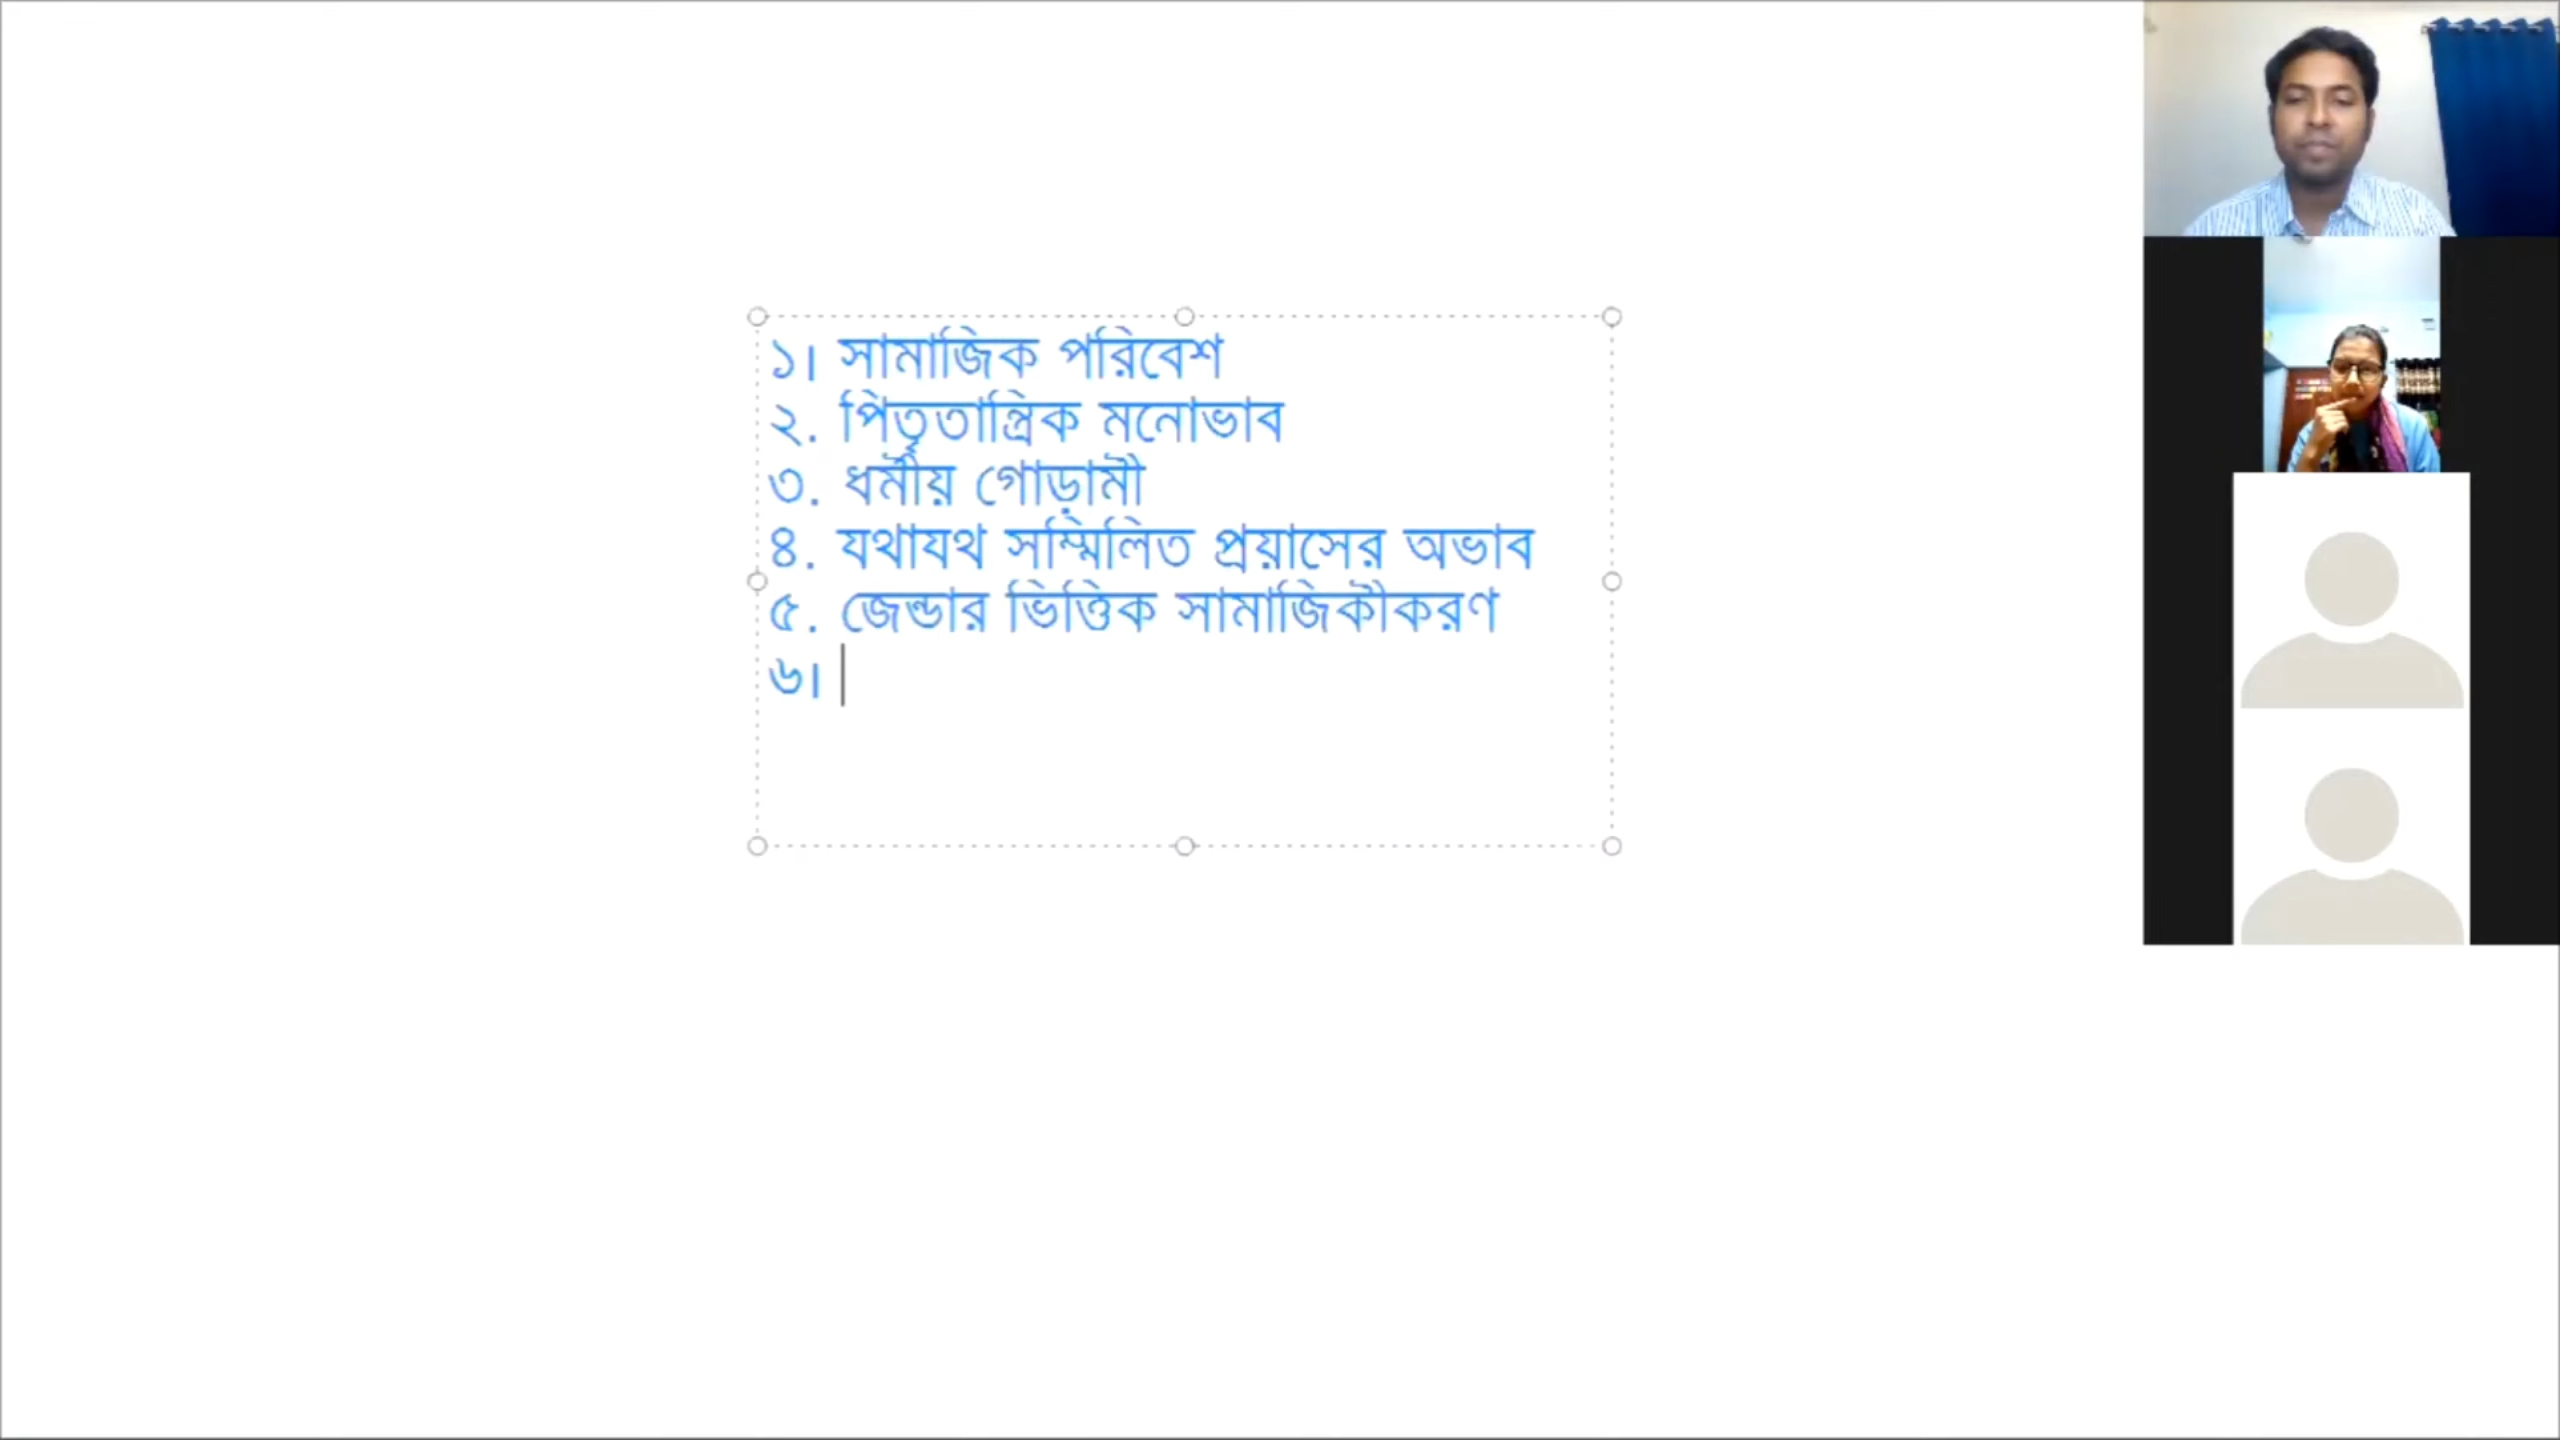 ১। সামাজিক পরিবেশ
২. পিতৃতান্ত্রিক মনোভাব
৩. ধর্মীয় গোড়ামী
৪. যথাযথ সম্মিলিত প্রয়াসের অভাব
৫. জেন্ডার ভিত্তিক সামাজিকীকরণ
৬।